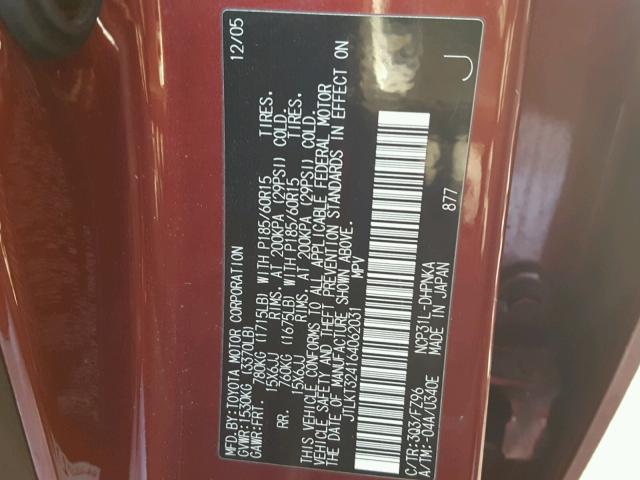 MFD.BY:TOYOTA MOTOR CORPORATION 12/05
GVWR:1530KG (3370LB)
GAWR:FRT. 760KG (1715LB) WITH P185/60R15 TIRES.
15X6JJ RIMS. AT 200KPA (29PSI) COLD.
RR. 760KG (1675LB) WITH P185/60R15 TIRES.
15X6JJ RIMS. AT 200KPA (29PSI) COLD.
THIS VEHICLE CONFORMS TO ALL APPLICABLE FEDERAL MOTOR
VEHICLE SAFETY AND THEFT PREVENTION STANDARDS IN EFFECT ON
THE DATE OF MANUFACTURE SHOWN ABOVE.
JTLKT324164062031 MPV
877 J
C/TR:3Q3/FZ96 NCP31L-DHPNKA
A/TM:-04A/U340E MADE IN JAPAN